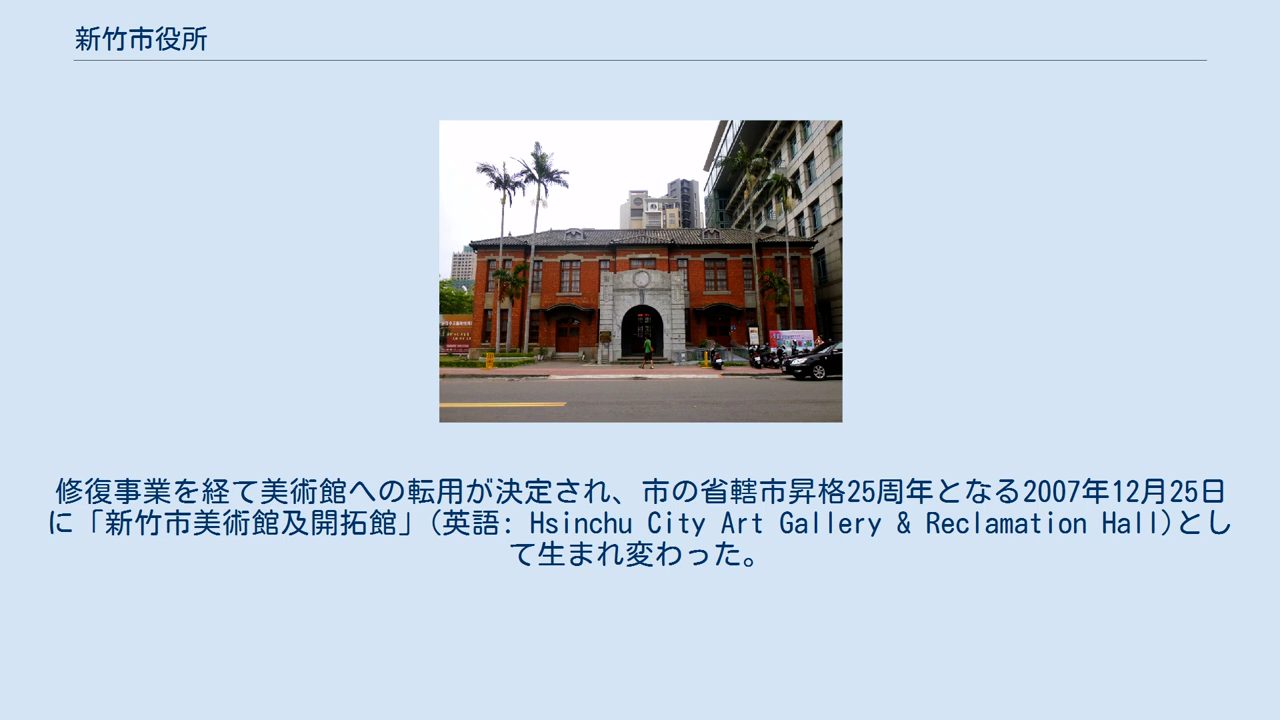 新竹市役所
修復事業を経て美術館への転用が決定され、市の省轄市昇格25周年となる2007年12月25日
に「新竹市美術館及開拓館」(英語: Hsinchu City Art Gallery & Reclamation Hall)とし
て生まれ変わった。